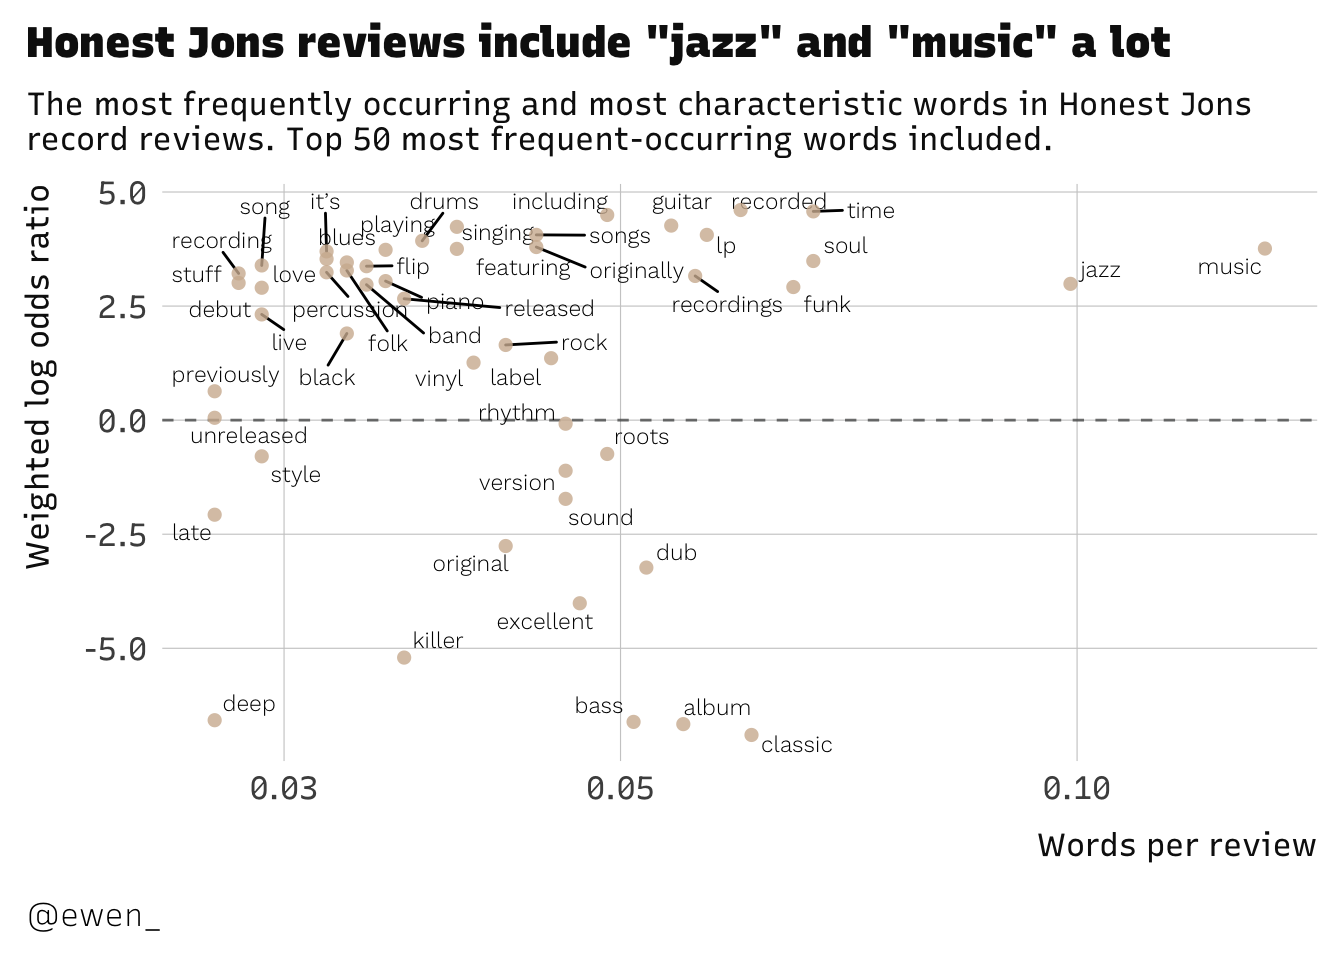 Honest Jons reviews include "jazz" and "music" a lot
The most frequently occurring and most characteristic words in Honest Jons
record reviews. Top 50 most frequent-occurring words included.
Weighted log odds ratio
5.0
2.5
0.0
-2.5
-5.0
song
it's
drums
including
guitar
recorded
time
recording
blues
playing
singing
songs
lp
soul
stuff
love
flip
featuring
originally
jazz
music
debut
percussion
piano
released
recordings
funk
live
folk
band
rock
previously
black
vinyl
label
rhythm
unreleased
roots
style
version
late
sound
original
dub
excellent
killer
deep
bass
album
classic
0.03
0.05
0.10
Words per review
@ewen_